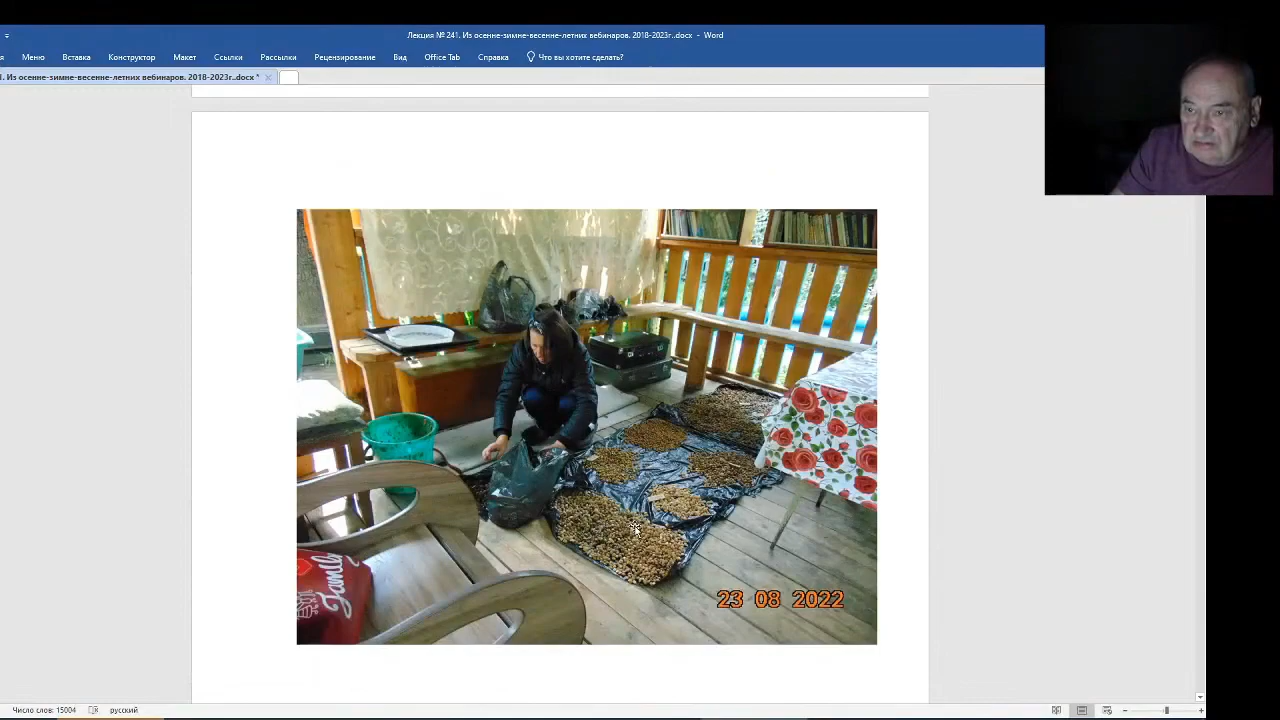 Лекция № 241. Из осенне-зимне-весенне-летних вебинаров. 2018-2023г..docx - Word
Меню Вставка Конструктор Макет Ссылки Рассылки Рецензирование Вид Office Tab Справка Что вы хотите сделать?
1. Из осенне-зимне-весенне-летних вебинаров. 2018-2023г..docx *
Family
23 08 2022
Число слов: 15004 русский